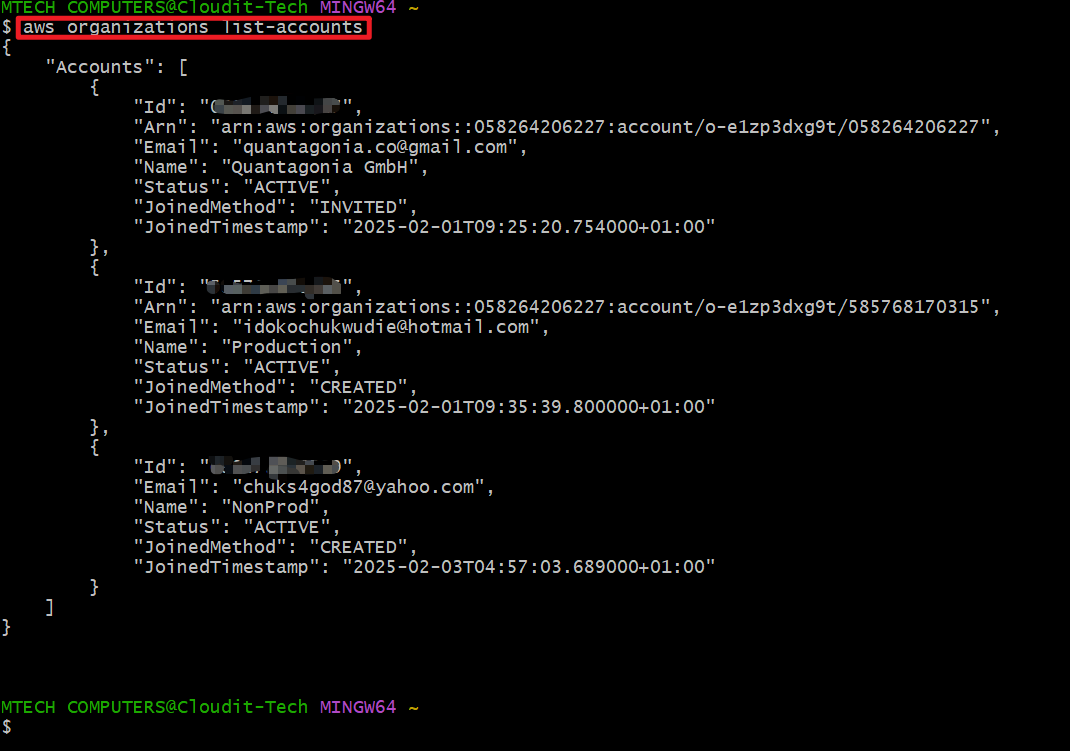 MTECH COMPUTERS@Cloudit-Tech MINGW64 ~
$ aws organizations list-accounts
{
    "Accounts": [
        {
            "Id": "
            "Arn": "arn:aws:organizations::058264206227:account/o-e1zp3dxg9t/058264206227",
            "Email": "quantagonia.co@gmail.com",
            "Name": "Quantagonia GmbH",
            "Status": "ACTIVE",
            "JoinedMethod": "INVITED",
            "JoinedTimestamp": "2025-02-01T09:25:20.754000+01:00"
        },
        {
            "Id": "
            "Arn": "arn:aws:organizations::058264206227:account/o-e1zp3dxg9t/585768170315",
            "Email": "idokochukwudie@hotmail.com",
            "Name": "Production",
            "Status": "ACTIVE",
            "JoinedMethod": "CREATED",
            "JoinedTimestamp": "2025-02-01T09:35:39.800000+01:00"
        },
        {
            "Id": "
            "Email": "chuks4god87@yahoo.com",
            "Name": "NonProd",
            "Status": "ACTIVE",
            "JoinedMethod": "CREATED",
            "JoinedTimestamp": "2025-02-03T04:57:03.689000+01:00"
        }
    ]
}
MTECH COMPUTERS@Cloudit-Tech MINGW64 ~
$